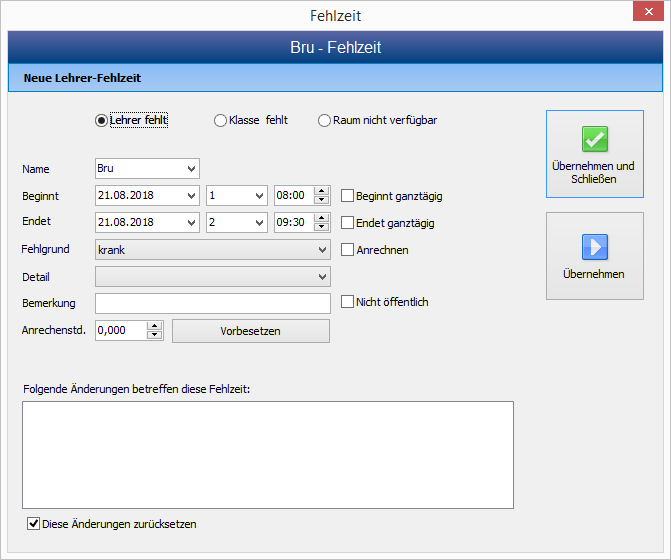 Fehlzeit
Bru - Fehlzeit
Neue Lehrer-Fehlzeit
Lehrer fehlt Klasse fehlt Raum nicht verfügbar
Übernehmen und
Schließen
Name Bru
Beginnt 21.08.2018 1 08:00 Beginnt ganztägig
Endet 21.08.2018 2 09:30 Endet ganztägig
Fehlgrund krank Anrechnen
Übernehmen
Detail
Bemerkung Nicht öffentlich
Anrechenstd. 0,000 Vorbesetzen
Folgende Änderungen betreffen diese Fehlzeit:
Diese Änderungen zurücksetzen